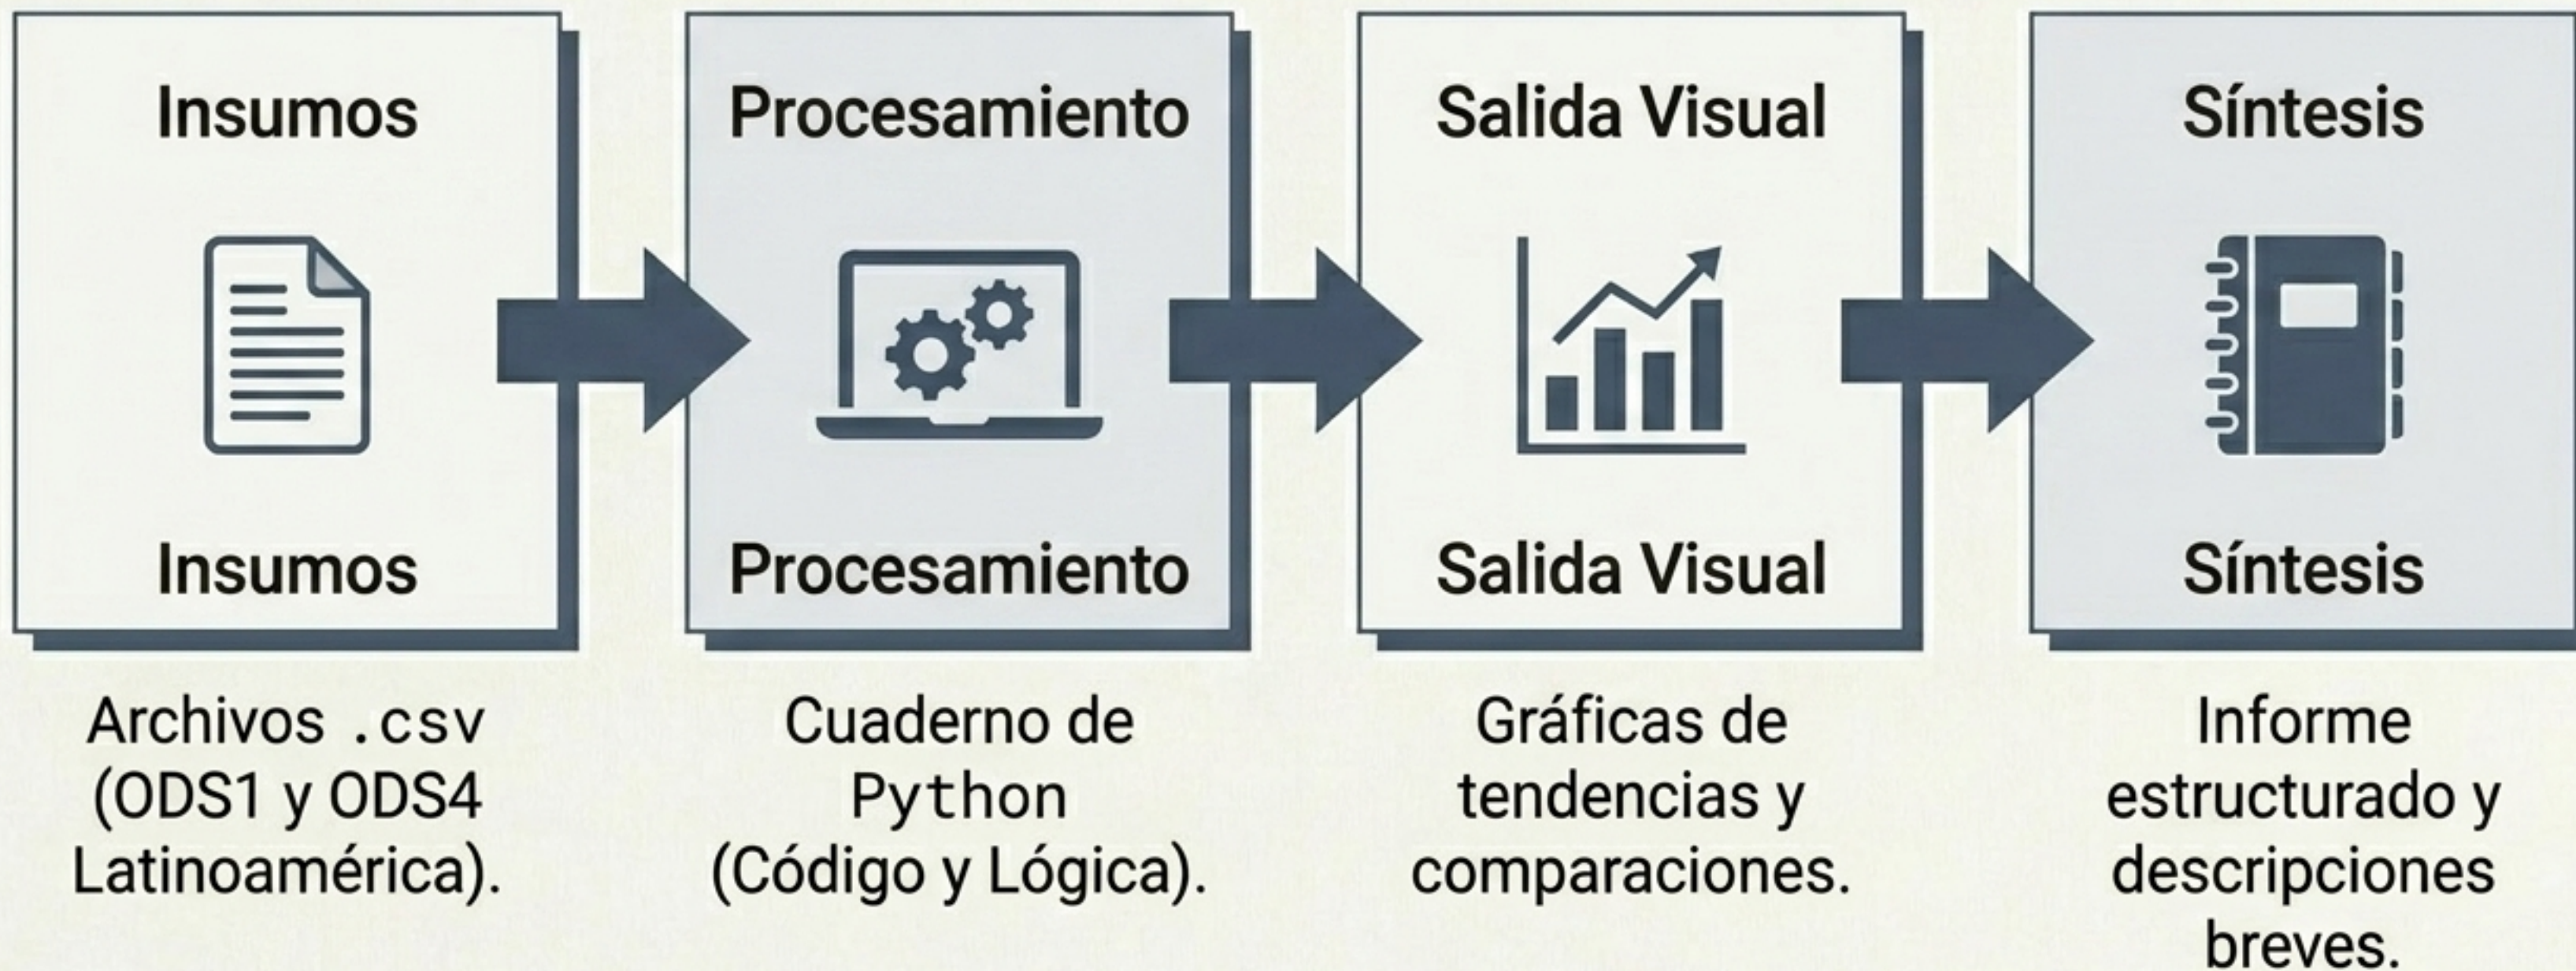 Insumos
Insumos
Archivos .csv
(ODS1 y ODS4
Latinoamérica).
Procesamiento
Procesamiento
Cuaderno de
Python
(Código y Lógica).
Salida Visual
Salida Visual
Gráficas de
tendencias y
comparaciones.
Síntesis
Síntesis
Informe
estructurado y
descripciones
breves.